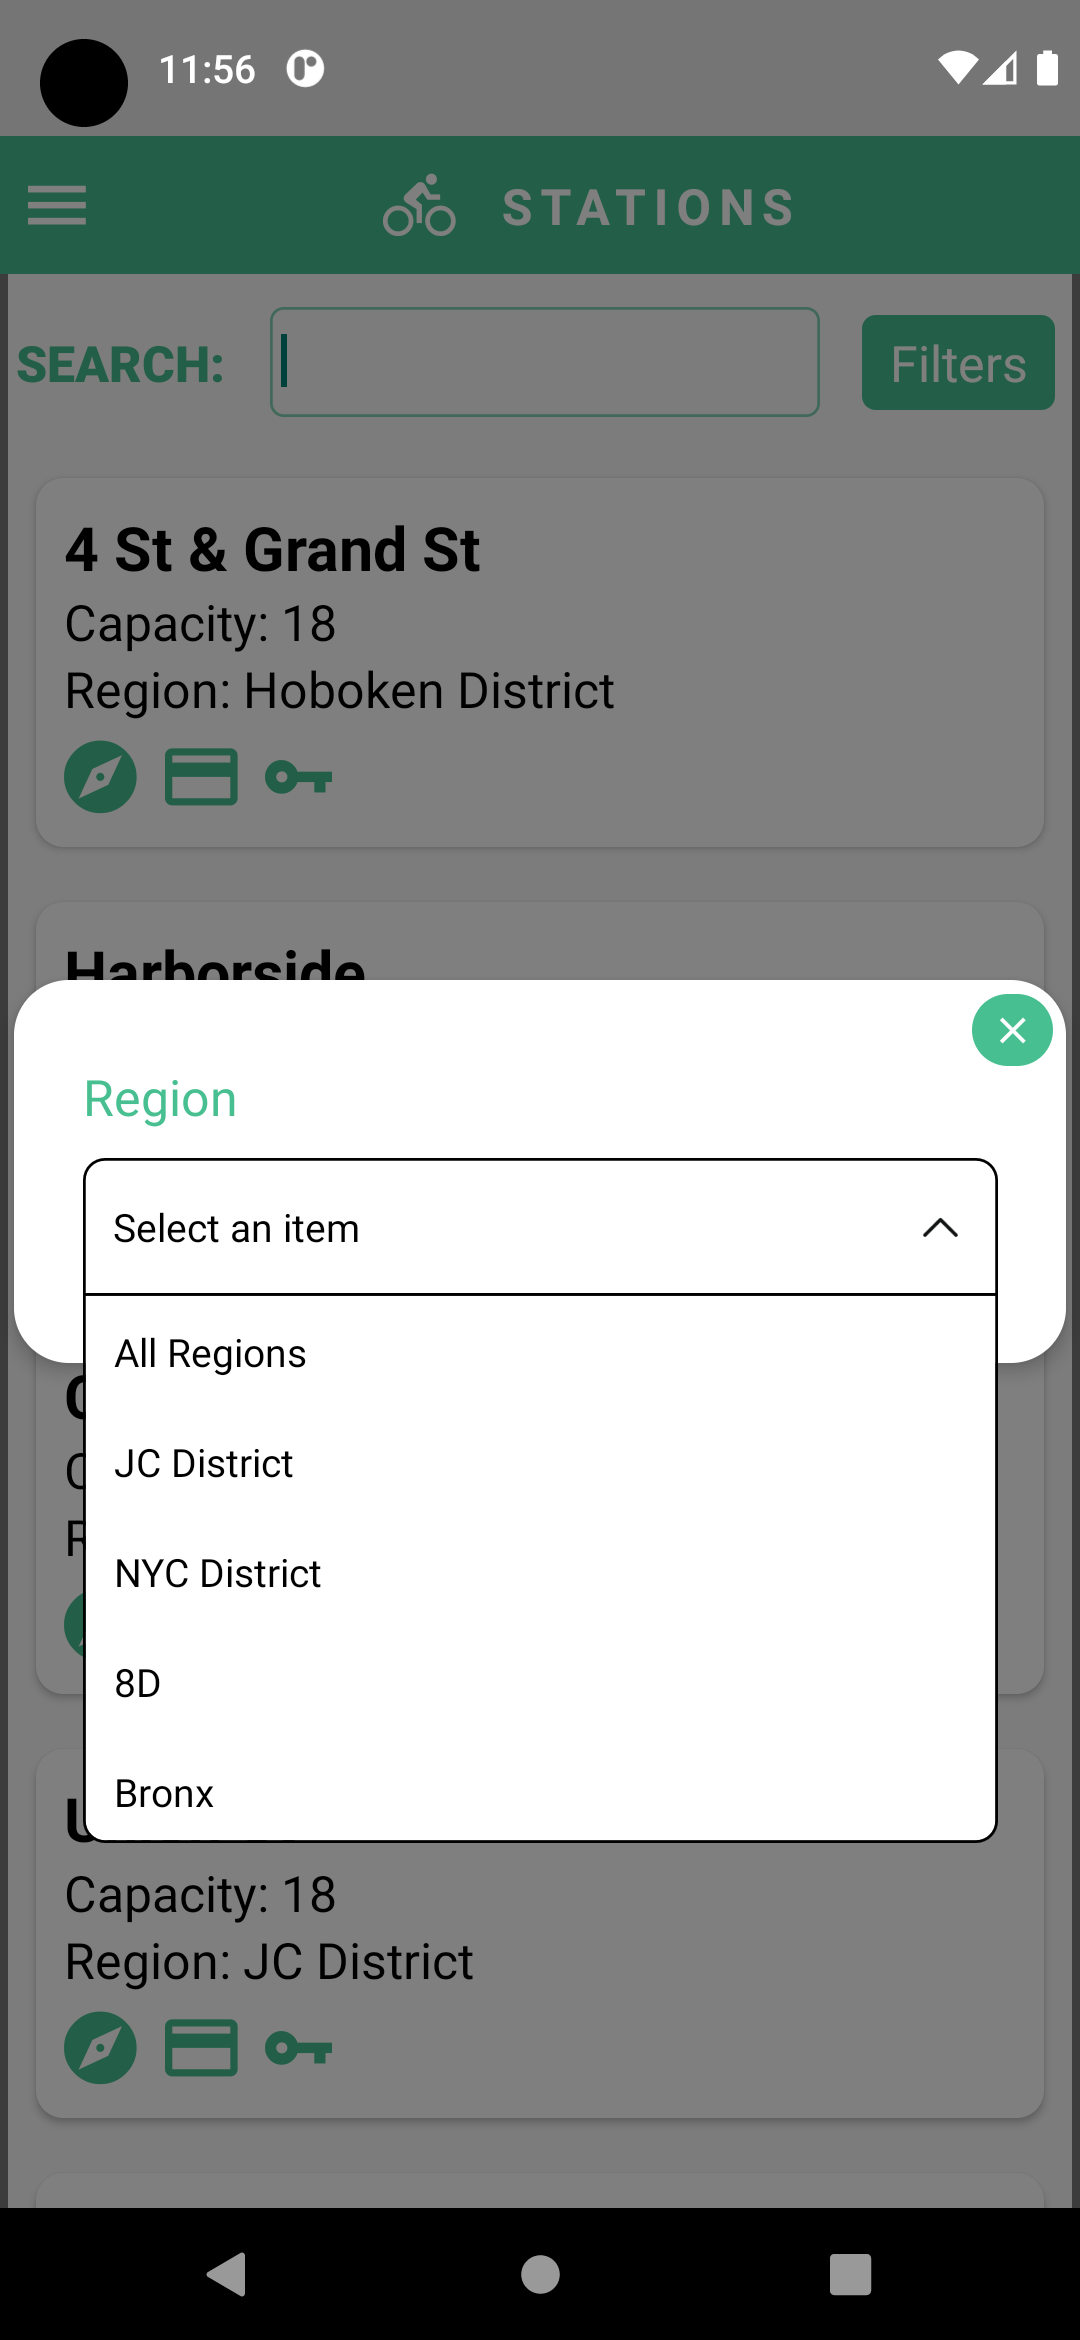 11:56
STATIONS
SEARCH:
Filters
4 St & Grand St
Capacity: 18
Region: Hoboken District
Harborside
Region
Select an item
All Regions
JC District
NYC District
8D
Bronx
Capacity: 18
Region: JC District